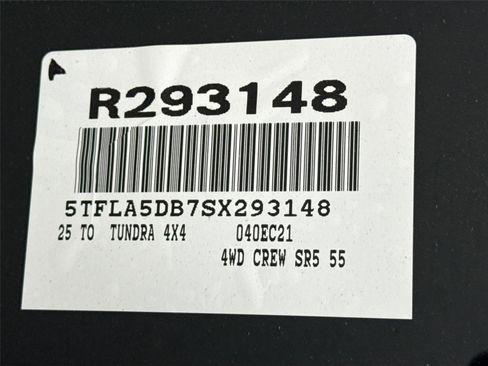 R293148
5TFLA5DB7SX293148
25 TO TUNDRA 4X4 040EC21
4WD CREW SR5 55